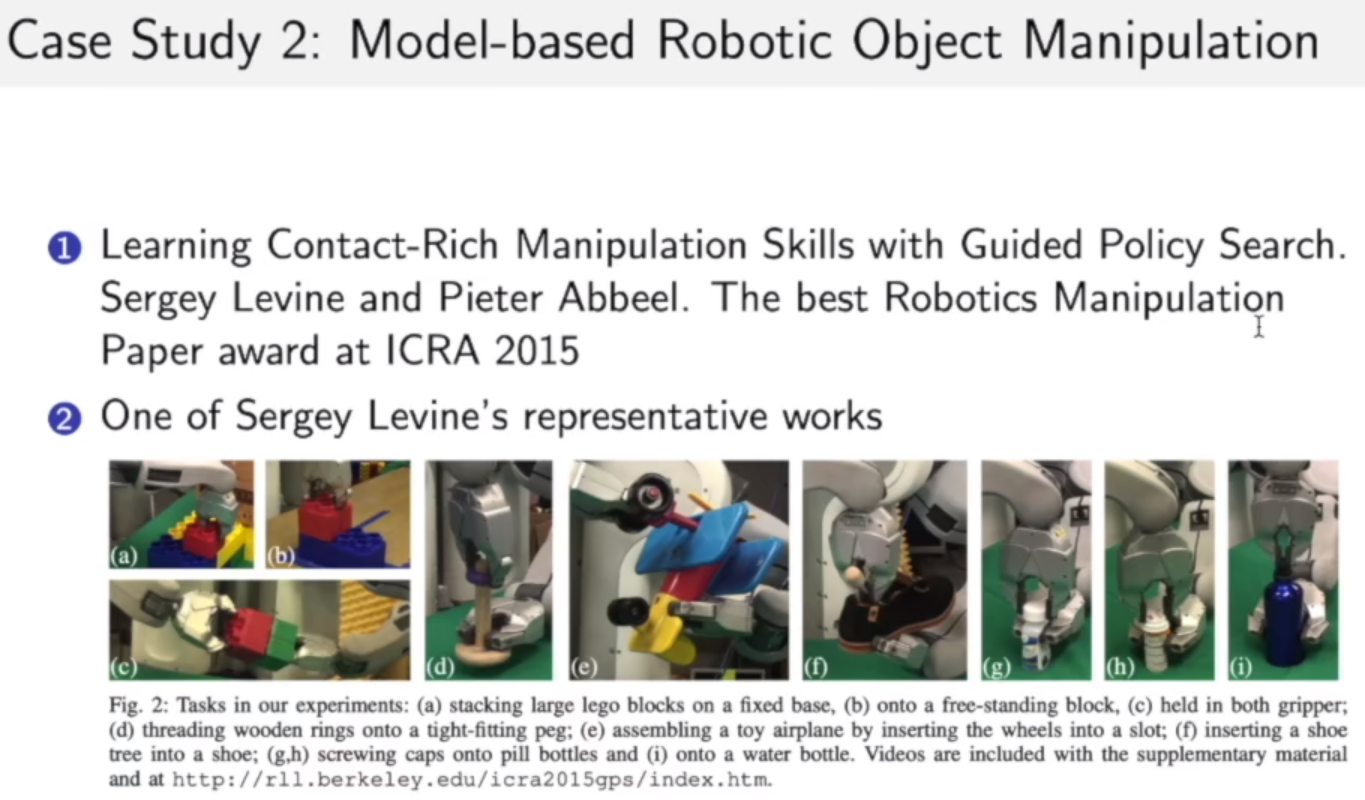 Case Study 2: Model-based Robotic Object Manipulation
1 Learning Contact-Rich Manipulation Skills with Guided Policy Search.
Sergey Levine and Pieter Abbeel. The best Robotics Manipulation
Paper award at ICRA 2015
2 One of Sergey Levine's representative works
(a) (b) (c) (d) (e) (f) (g) (h) (i)
Fig. 2: Tasks in our experiments: (a) stacking large lego blocks on a fixed base, (b) onto a free-standing block, (c) held in both gripper;
(d) threading wooden rings onto a tight-fitting peg; (e) assembling a toy airplane by inserting the wheels into a slot; (f) inserting a shoe
tree into a shoe; (g,h) screwing caps onto pill bottles and (i) onto a water bottle. Videos are included with the supplementary material
and at http://rll.berkeley.edu/icra2015gps/index.htm.